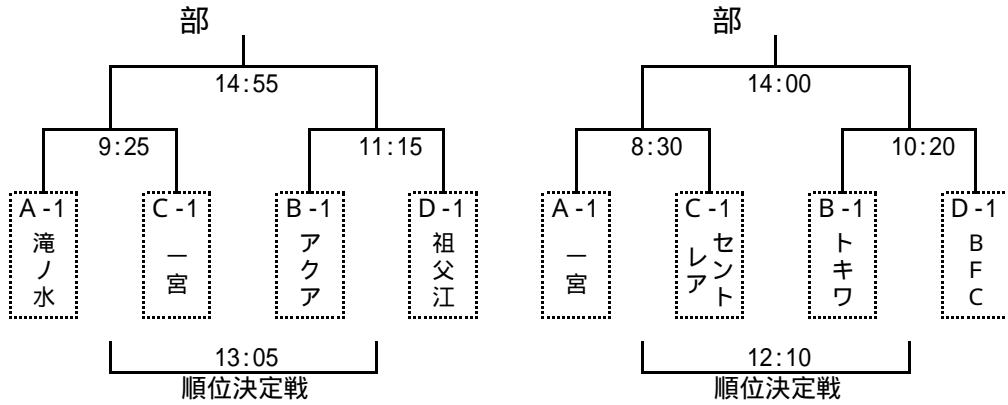 部
14:55
9:25
11:15
A-1
滝ノ水
C-1
一宮
B-1
アクア
D-1
祖父江
13:05
順位決定戦
部
14:00
8:30
10:20
A-1
一宮
C-1
セント
レア
B-1
トキワ
D-1
BFC
12:10
順位決定戦